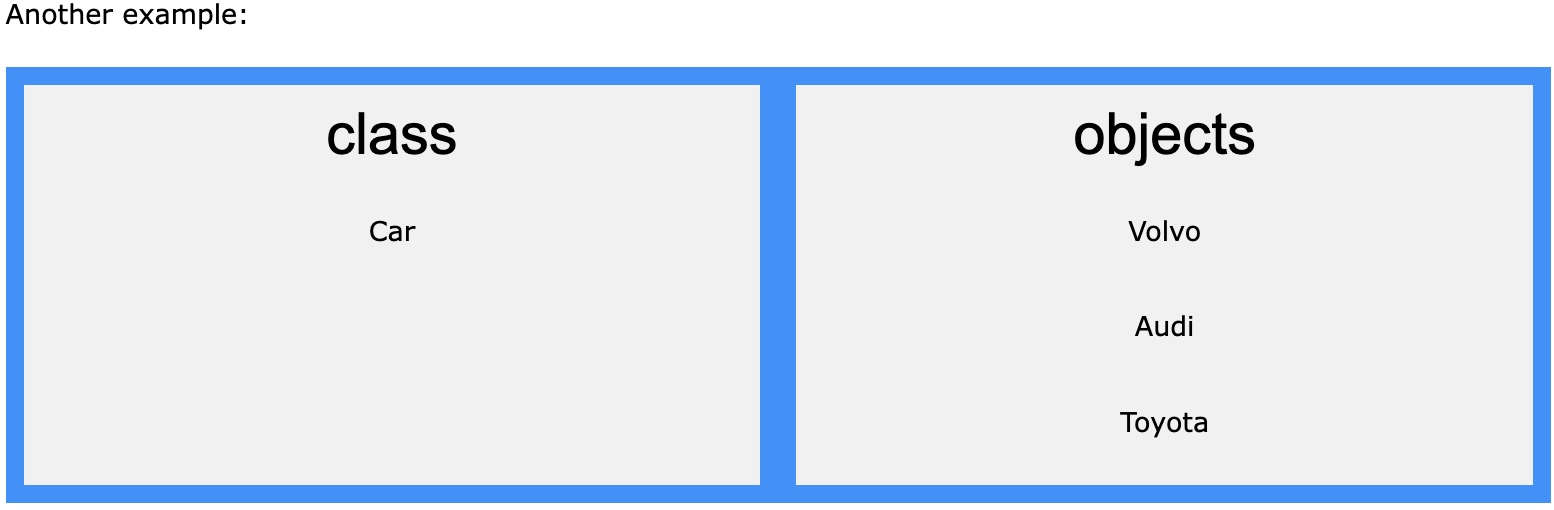 Another example:
class
Car
objects
Volvo
Audi
Toyota